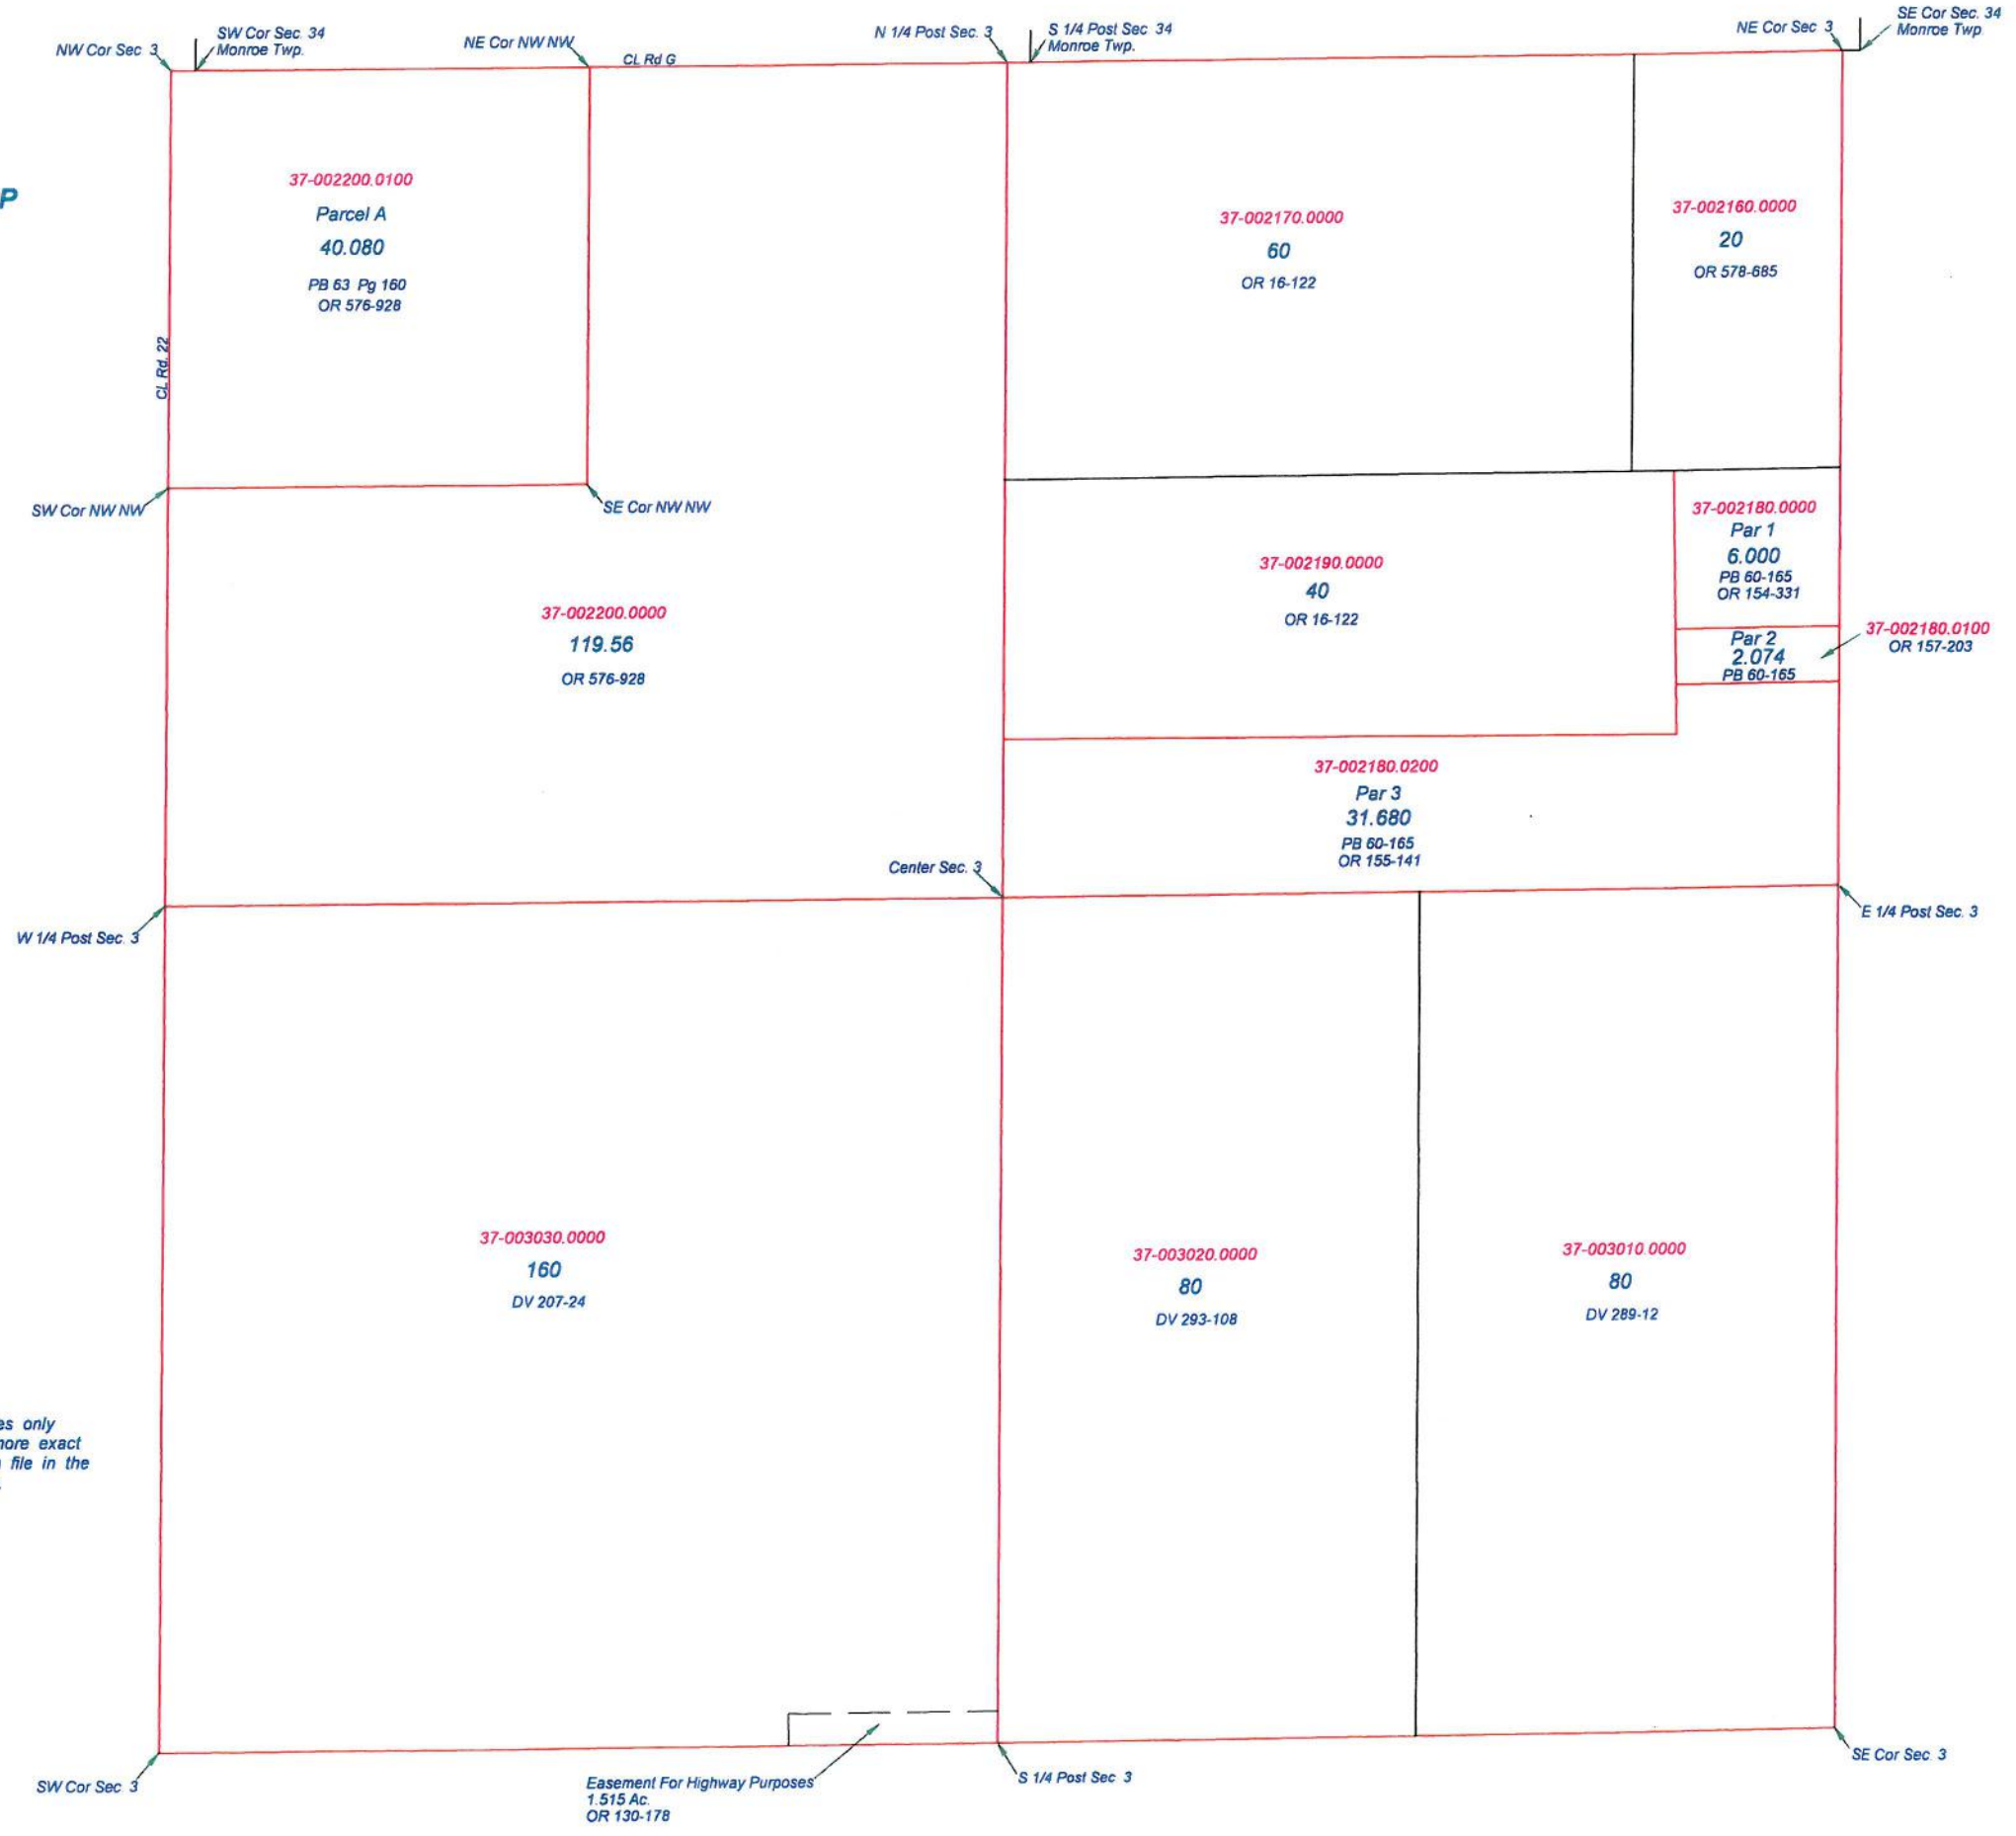 NW Cor Sec 3
SW Cor Sec. 34
Monroe Twp.
NE Cor NW NW
CL Rd G
N 1/4 Post Sec. 3
S 1/4 Post Sec 34
Monroe Twp.
NE Cor Sec 3
SE Cor Sec. 34
Monroe Twp
P
37-002200.0100
Parcel A
40.080
PB 63 Pg 160
OR 576-928
CL Rd. 22
37-002170.0000
60
OR 16-122
37-002160.0000
20
OR 578-685
SW Cor NW NW
SE Cor NW NW
37-002200.0000
119.56
OR 576-928
37-002190.0000
40
OR 16-122
37-002180.0000
Par 1
6.000
PB 60-165
OR 154-331
Par 2
2.074
PB 60-165
37-002180.0100
OR 157-203
37-002180.0200
Par 3
31.680
PB 60-165
OR 155-141
Center Sec. 3
W 1/4 Post Sec. 3
E 1/4 Post Sec. 3
37-003030.0000
160
DV 207-24
37-003020.0000
80
DV 293-108
37-003010.0000
80
DV 289-12
only
exact
file in the
SW Cor Sec. 3
Easement For Highway Purposes
1.515 Ac.
OR 130-178
S 1/4 Post Sec 3
SE Cor Sec. 3